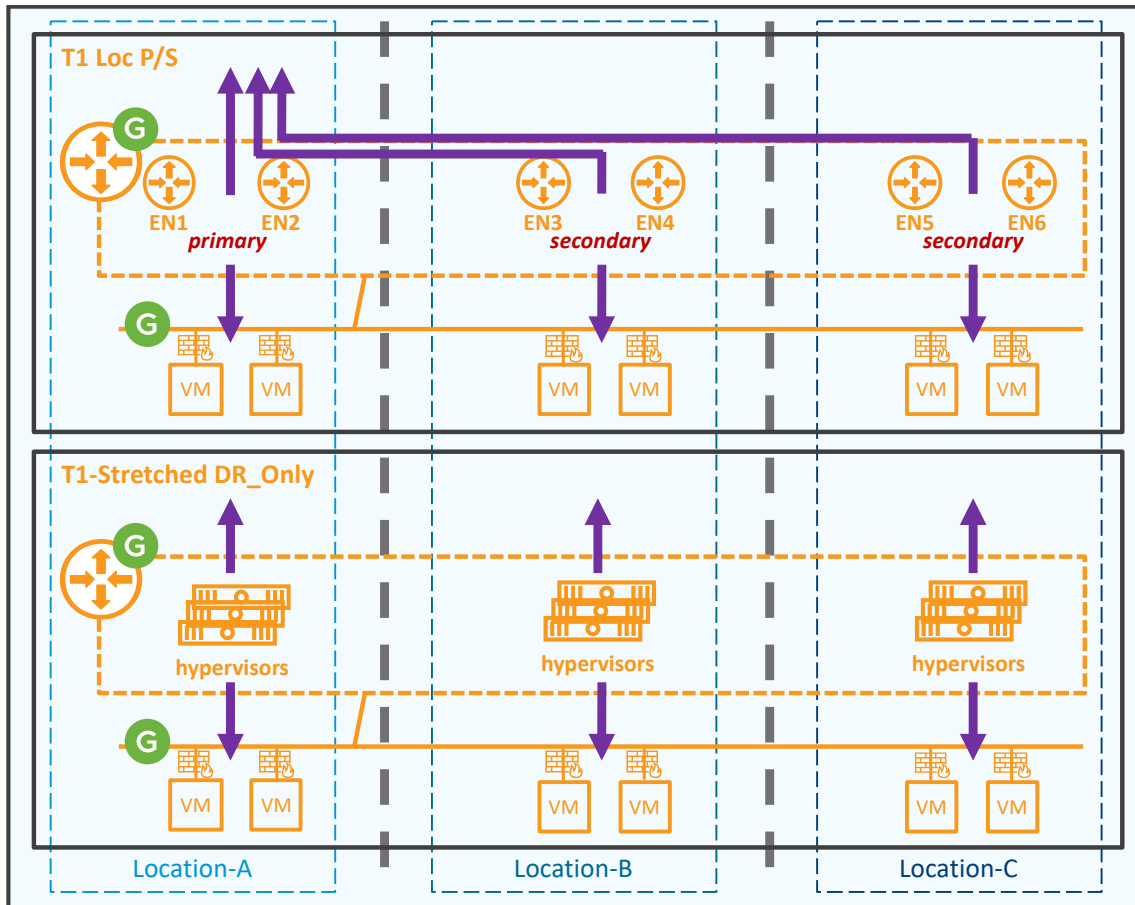 T1 Loc P/S
G
EN1
EN2
EN3
EN4
EN5
EN6
primary
secondary
secondary
G
VM
VM
VM
VM
VM
VM
T1-Stretched DR_Only
G
hypervisors
hypervisors
hypervisors
G
VM
VM
VM
VM
VM
VM
Location-A
Location-B
Location-C